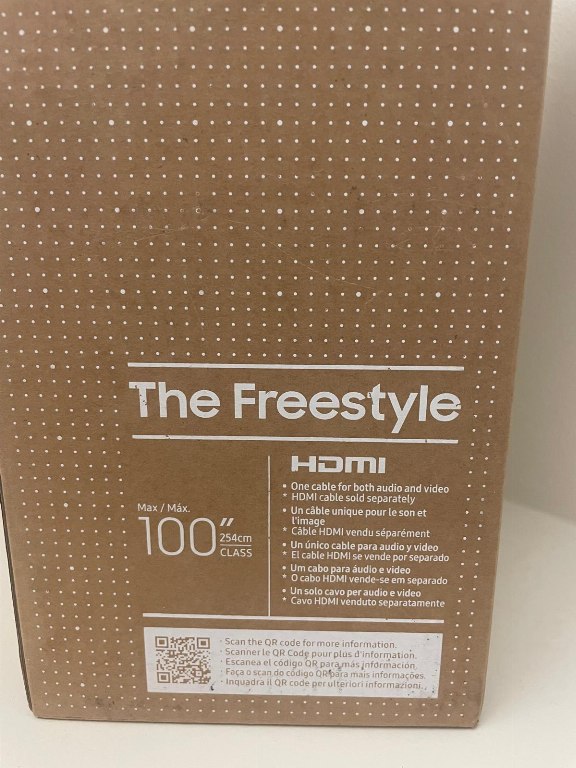 The Freestyle
Max / Máx.
100"
254cm
CLASS
HDMI
• One cable for both audio and video
* HDMI cable sold separately
• Un câble unique pour le son et
l'image
* Câble HDMI vendu séparément
• Un único cable para audio y video
* El cable HDMI se vende por separado
• Um cabo para áudio e vídeo
* O cabo HDMI vende-se em separado
• Un solo cavo per audio e video
* Cavo HDMI venduto separatamente
· Scan the QR code for more information.
· Scanner le QR Code pour plus d'information.
· Escanea el código QR para más información.
· Faça o scan do código QR para mais informações.
· Inquadra il QR code per ulteriori informazioni.